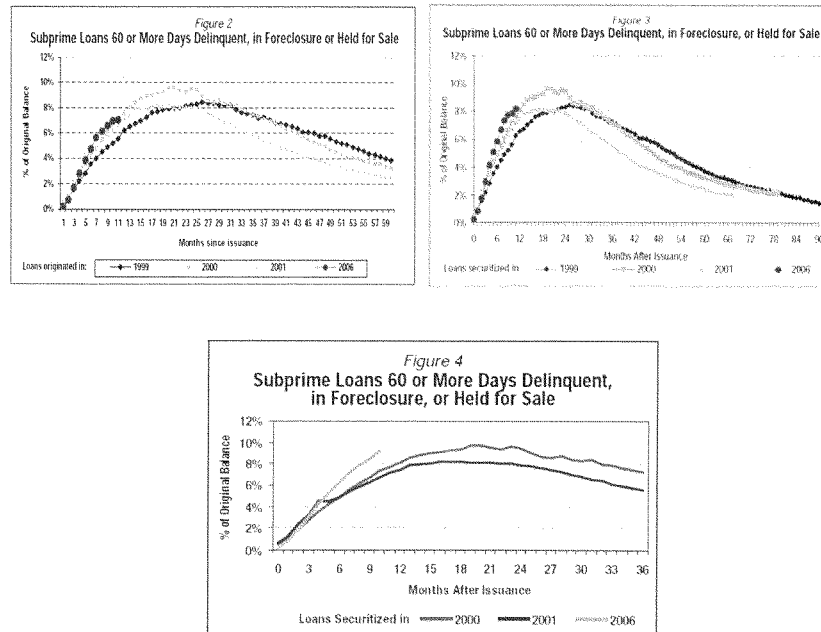 Figure 2
Subprime Loans 60 or More Days Delinquent, in Foreclosure or Held for Sale
12%
10%
8%
6%
4%
2%
0%
% of Original Balance
1 3 5 7 9 11 13 15 17 19 21 23 25 27 29 31 33 35 37 39 41 43 45 47 49 51 53 55 57 59
Months since issuance
Loans originated in: 1999 2000 2001 2006
Figure 3
Subprime Loans 60 or More Days Delinquent, in Foreclosure, or Held for Sale
12%
10%
8%
6%
4%
2%
0%
% of Original Balance
0 6 12 18 24 30 36 42 48 54 60 66 72 78 84 90
Months After Issuance
Loans securitized in 1999 2000 2001 2006
Figure 4
Subprime Loans 60 or More Days Delinquent,
in Foreclosure, or Held for Sale
12%
10%
8%
6%
4%
2%
0%
% of Original Balance
0 3 6 9 12 15 18 21 24 27 30 33 36
Months After Issuance
Loans Securitized in 2000 2001 2006